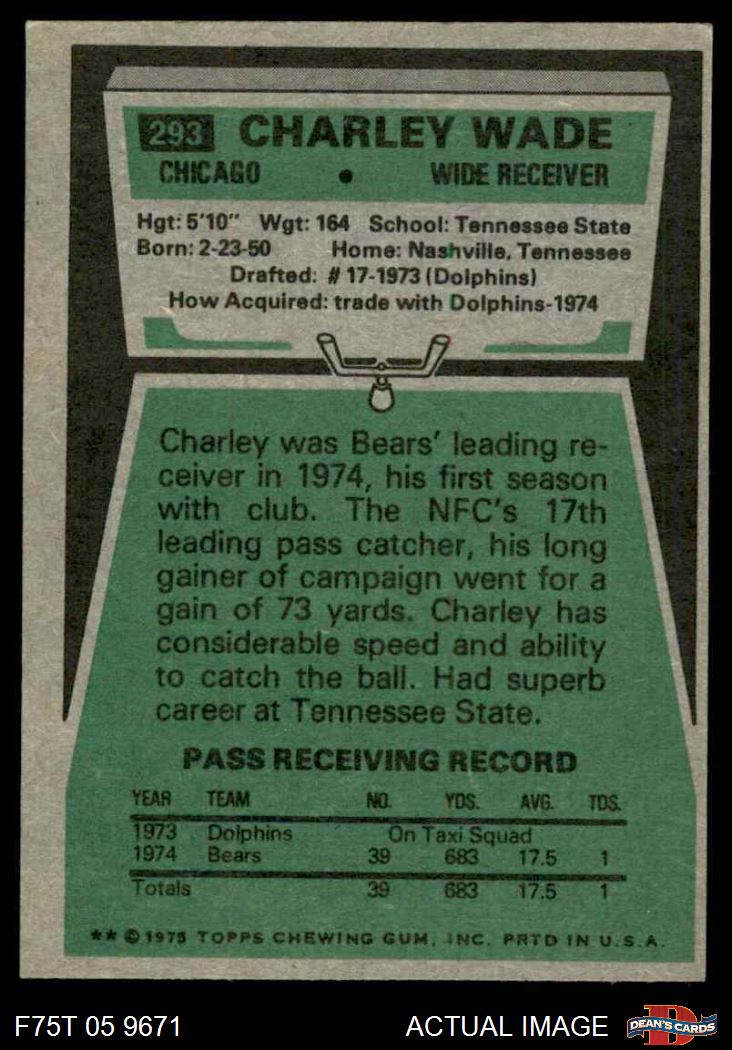 293 CHARLEY WADE
CHICAGO • WIDE RECEIVER
Hgt: 5'10" Wgt: 164 School: Tennessee State
Born: 2-23-50 Home: Nashville, Tennessee
Drafted: #17-1973 (Dolphins)
How Acquired: trade with Dolphins-1974
Charley was Bears' leading re-
ceiver in 1974, his first season
with club. The NFC's 17th
leading pass catcher, his long
gainer of campaign went for a
gain of 73 yards. Charley has
considerable speed and ability
to catch the ball. Had superb
career at Tennessee State.
PASS RECEIVING RECORD
YEAR TEAM NO. YDS. AVG. TDS.
1973 Dolphins On Taxi Squad
1974 Bears 39 683 17.5 1
Totals 39 683 17.5 1
** © 1975 TOPPS CHEWING GUM, INC. PRTD IN U.S.A.
F75T 05 9671 ACTUAL IMAGE DEAN'S CARDS